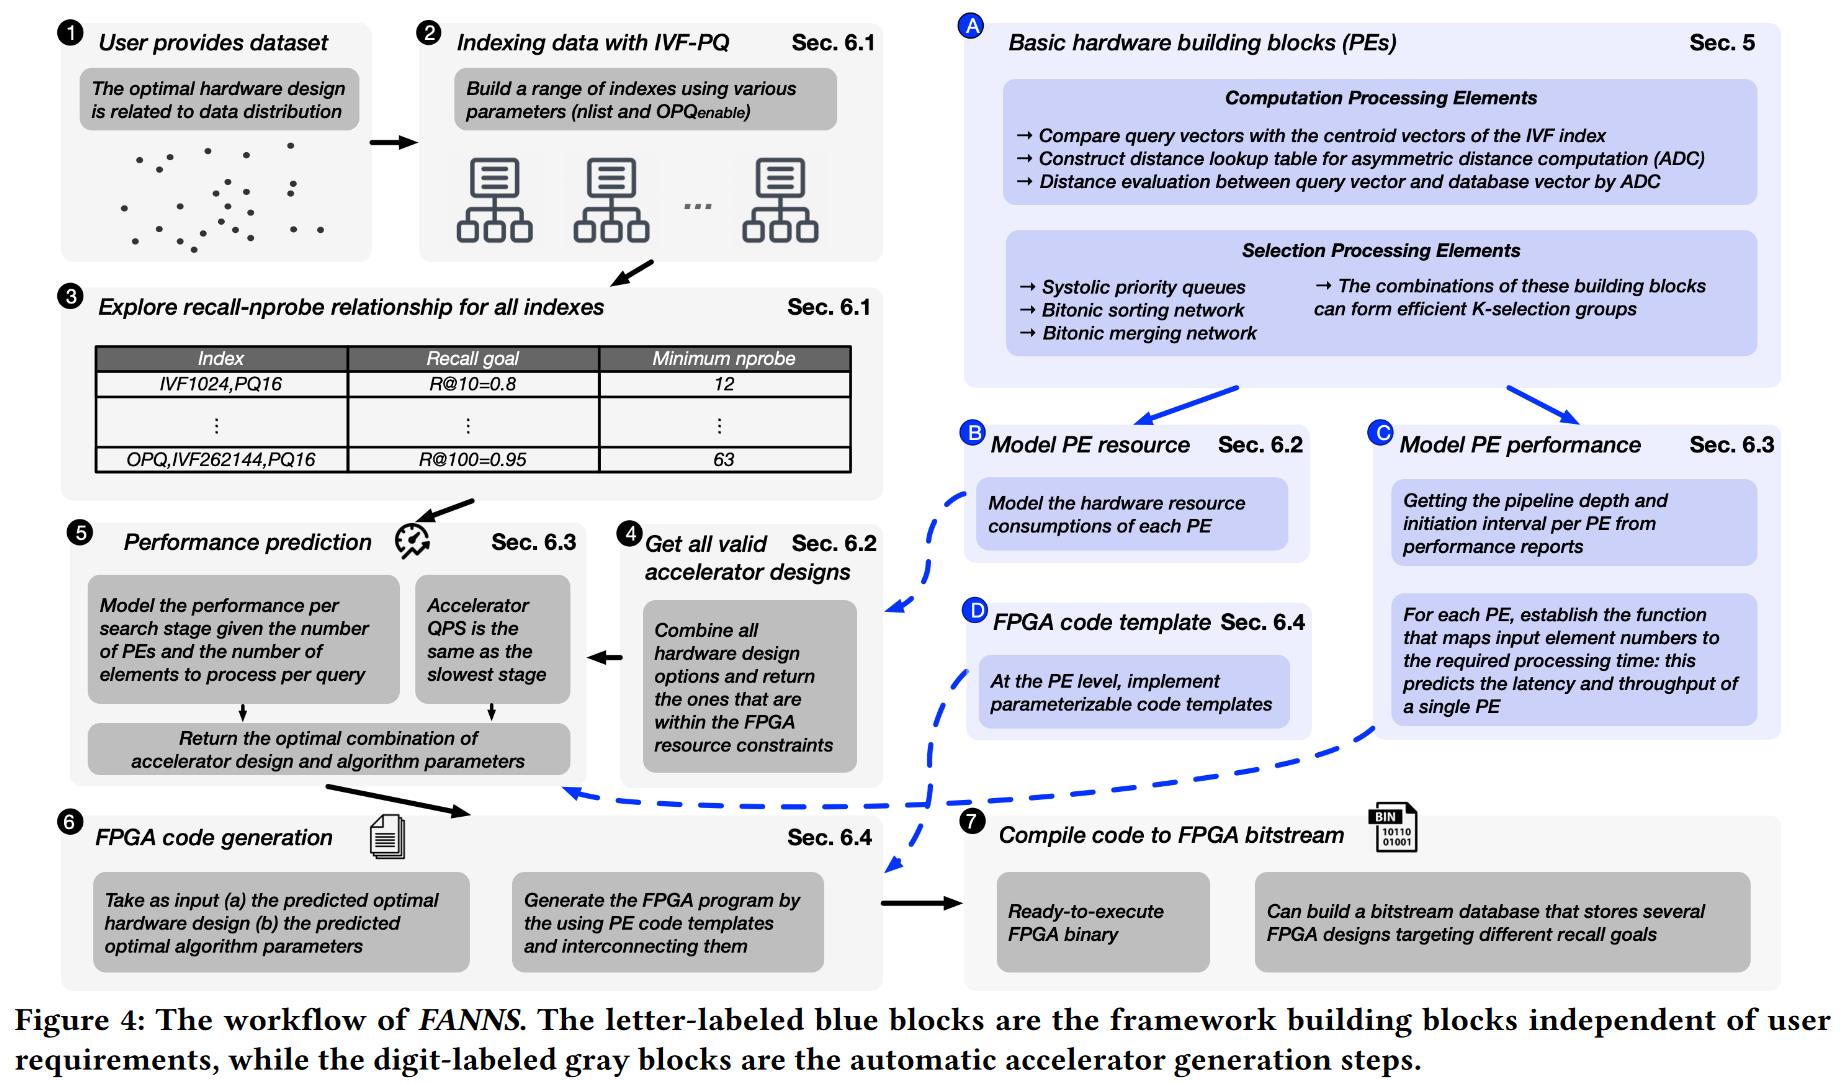 1 User provides dataset
The optimal hardware design
is related to data distribution
2 Indexing data with IVF-PQ Sec. 6.1
Build a range of indexes using various
parameters (nlist and OPQenable)
...
3 Explore recall-nprobe relationship for all indexes Sec. 6.1
Index Recall goal Minimum nprobe
IVF1024,PQ16 R@10=0.8 12
⋮ ⋮ ⋮
OPQ,IVF262144,PQ16 R@100=0.95 63
5 Performance prediction Sec. 6.3
Model the performance per
search stage given the number
of PEs and the number of
elements to process per query
Accelerator
QPS is the
same as the
slowest stage
Return the optimal combination of
accelerator design and algorithm parameters
4 Get all valid Sec. 6.2
accelerator designs
Combine all
hardware design
options and return
the ones that are
within the FPGA
resource constraints
6 FPGA code generation Sec. 6.4
Take as input (a) the predicted optimal
hardware design (b) the predicted
optimal algorithm parameters
Generate the FPGA program by
the using PE code templates
and interconnecting them
7 Compile code to FPGA bitstream
BIN
10110
01001
Ready-to-execute
FPGA binary
Can build a bitstream database that stores several
FPGA designs targeting different recall goals
A Basic hardware building blocks (PEs) Sec. 5
Computation Processing Elements
→ Compare query vectors with the centroid vectors of the IVF index
→ Construct distance lookup table for asymmetric distance computation (ADC)
→ Distance evaluation between query vector and database vector by ADC
Selection Processing Elements
→ Systolic priority queues
→ Bitonic sorting network
→ Bitonic merging network
→ The combinations of these building blocks
can form efficient K-selection groups
B Model PE resource Sec. 6.2
Model the hardware resource
consumptions of each PE
C Model PE performance Sec. 6.3
Getting the pipeline depth and
initiation interval per PE from
performance reports
For each PE, establish the function
that maps input element numbers to
the required processing time: this
predicts the latency and throughput of
a single PE
D FPGA code template Sec. 6.4
At the PE level, implement
parameterizable code templates
Figure 4: The workflow of FANNS. The letter-labeled blue blocks are the framework building blocks independent of user
requirements, while the digit-labeled gray blocks are the automatic accelerator generation steps.